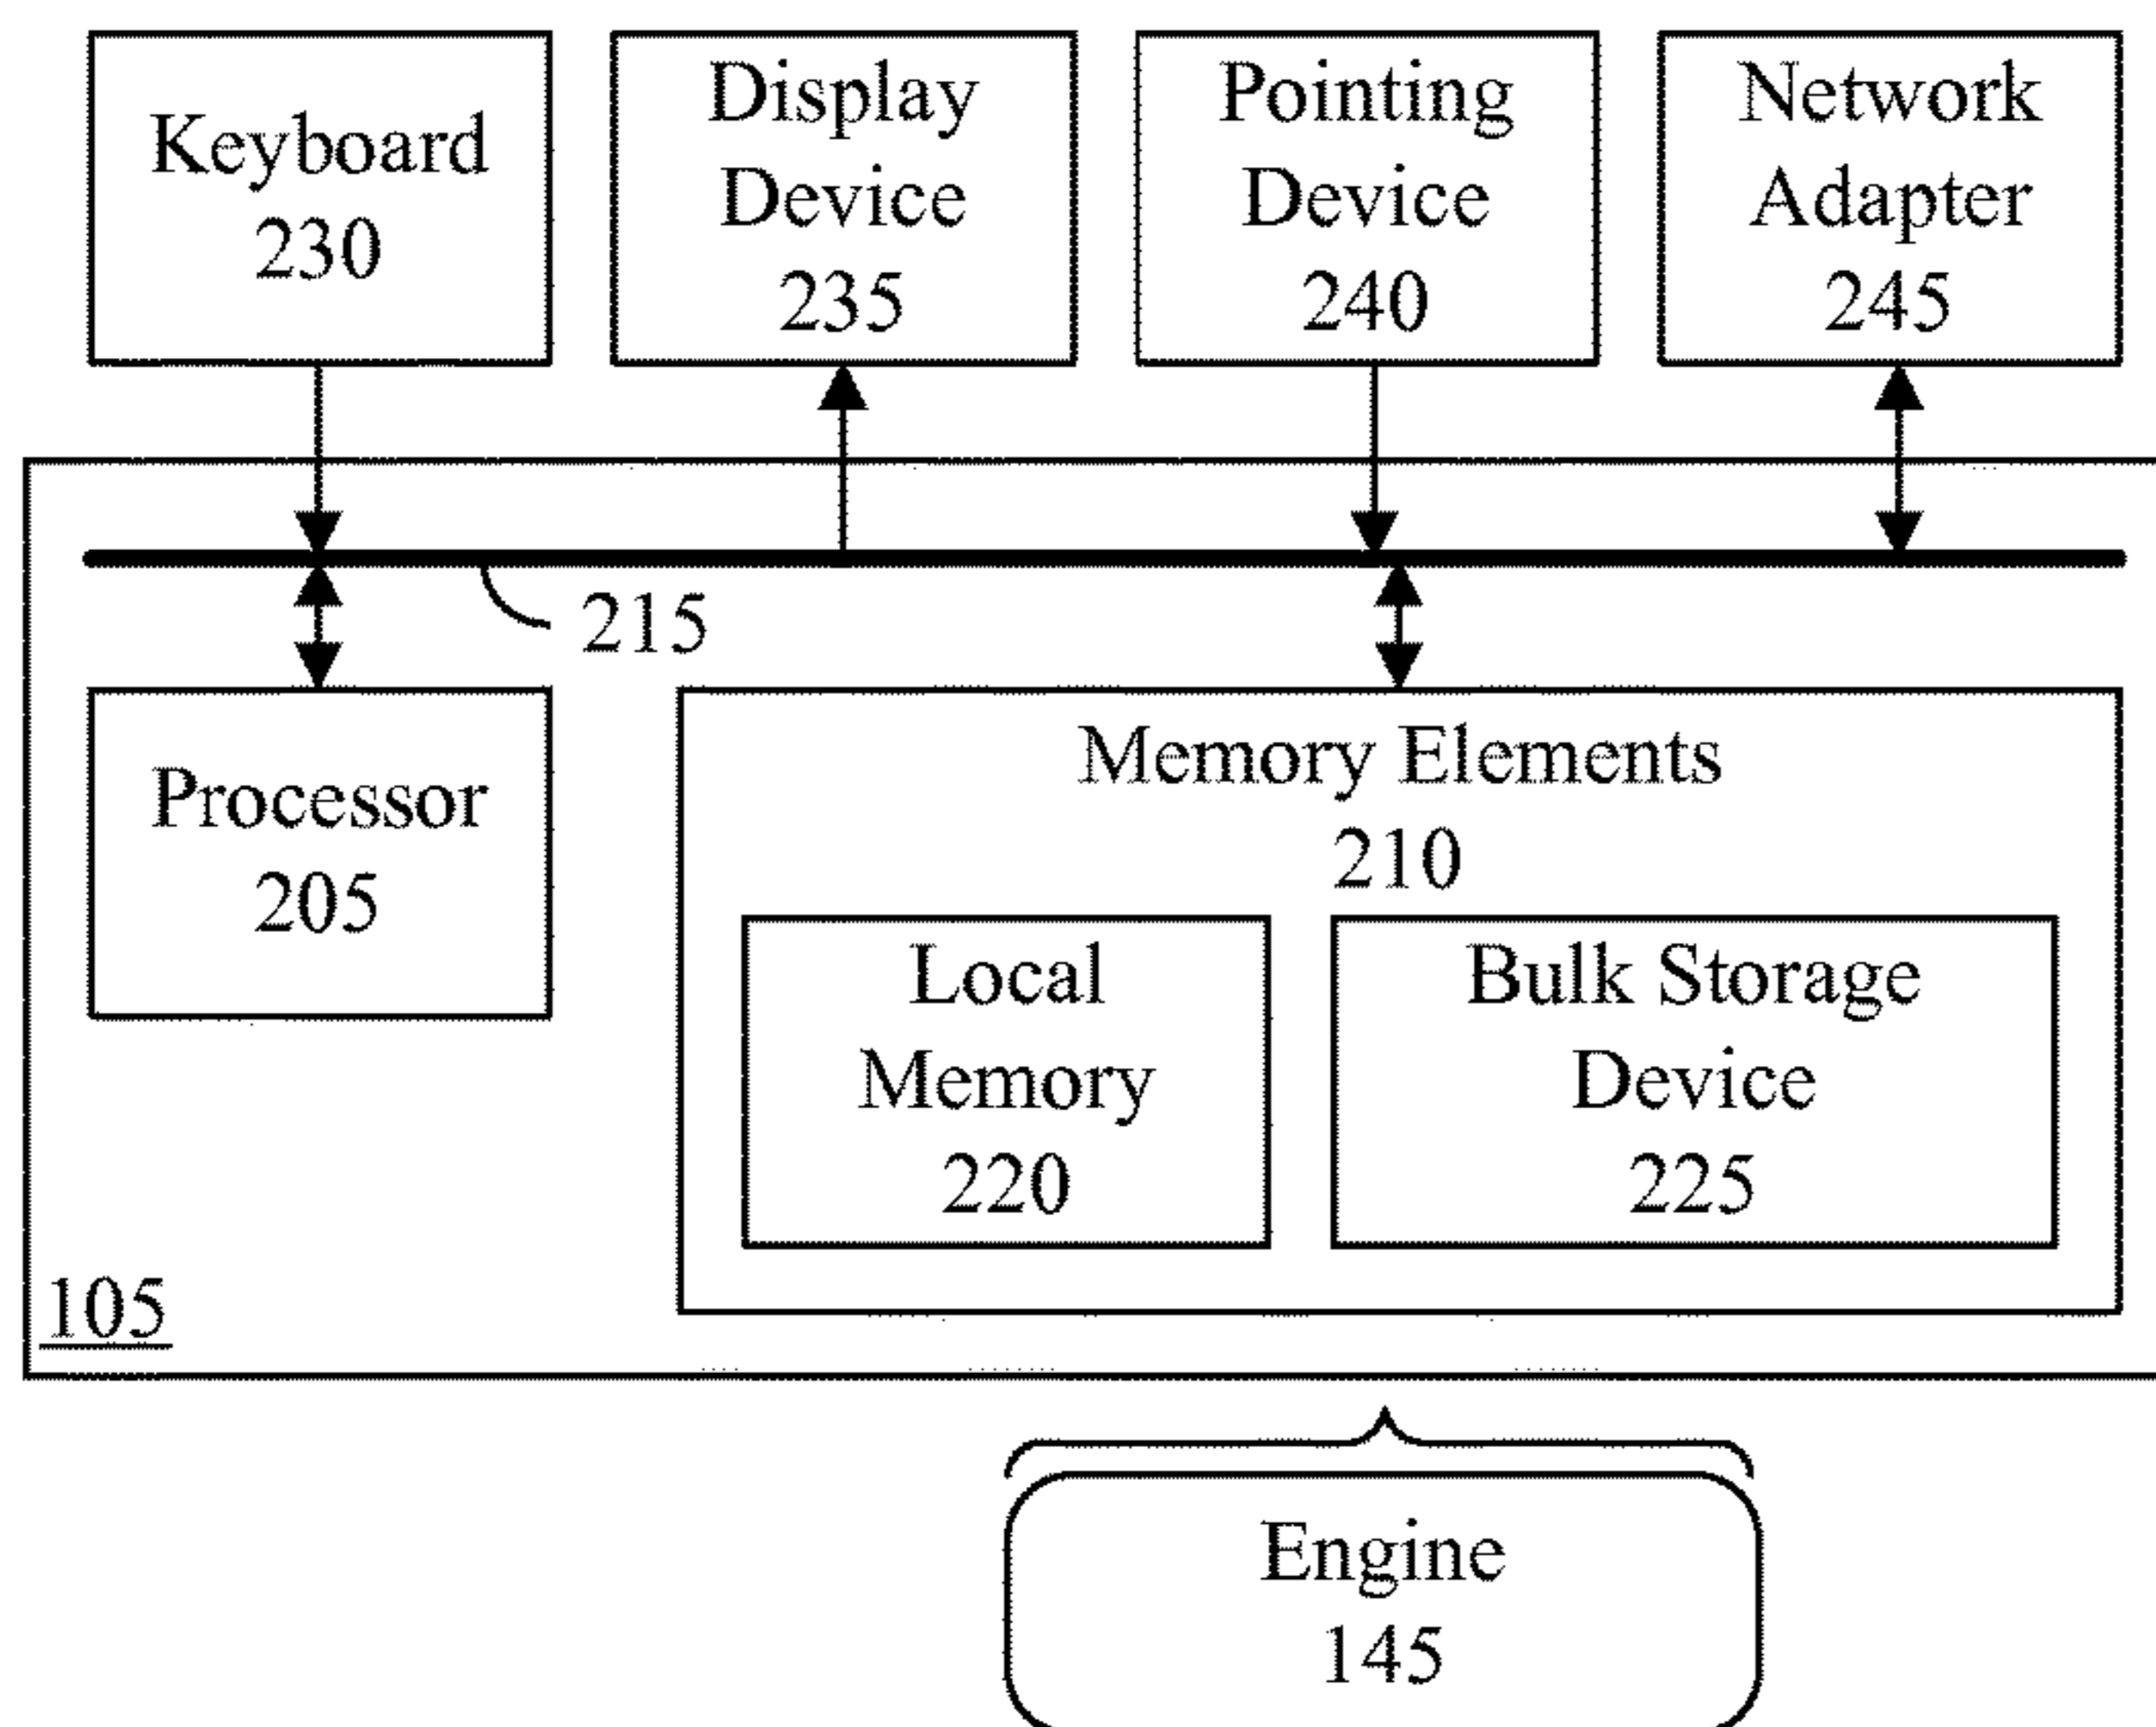 Keyboard
230
Display
Device
235
Pointing
Device
240
Network
Adapter
245
215
Processor
205
Memory Elements
210
Local
Memory
220
Bulk Storage
Device
225
105
Engine
145